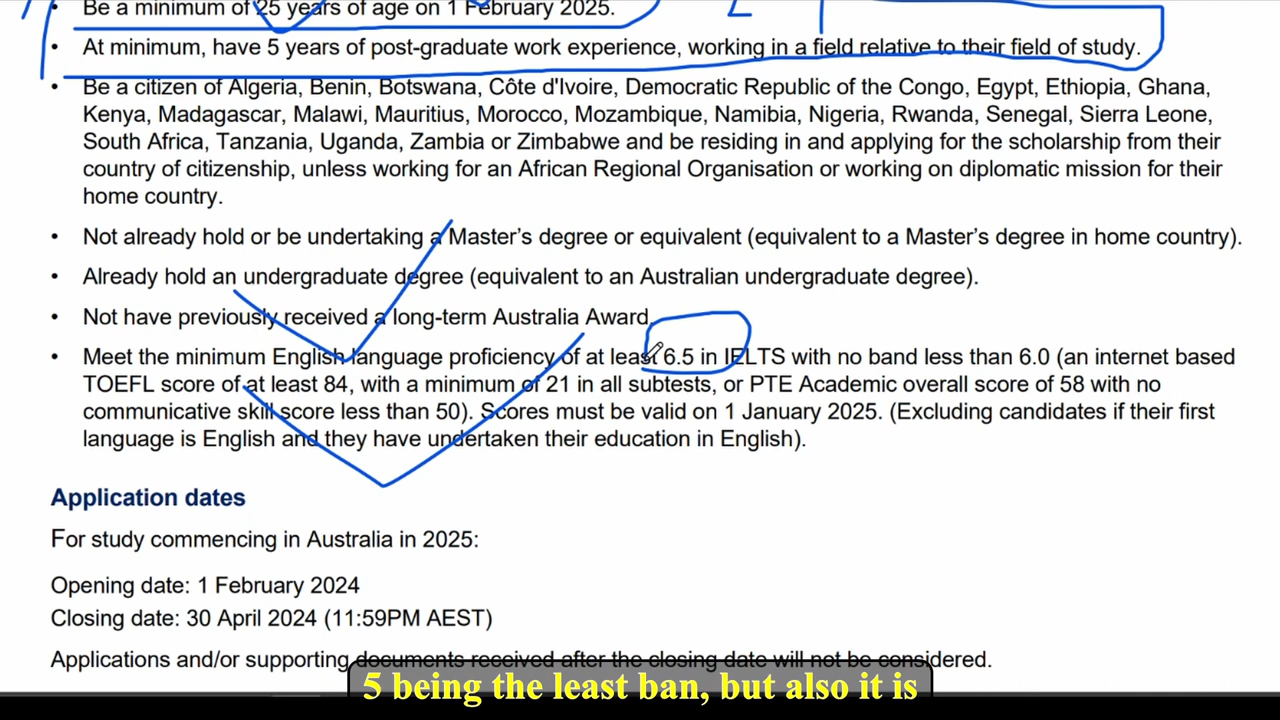 • Be a minimum of 25 years of age on 1 February 2025.
• At minimum, have 5 years of post-graduate work experience, working in a field relative to their field of study.
• Be a citizen of Algeria, Benin, Botswana, Côte d'Ivoire, Democratic Republic of the Congo, Egypt, Ethiopia, Ghana,
Kenya, Madagascar, Malawi, Mauritius, Morocco, Mozambique, Namibia, Nigeria, Rwanda, Senegal, Sierra Leone,
South Africa, Tanzania, Uganda, Zambia or Zimbabwe and be residing in and applying for the scholarship from their
country of citizenship, unless working for an African Regional Organisation or working on diplomatic mission for their
home country.
• Not already hold or be undertaking a Master’s degree or equivalent (equivalent to a Master’s degree in home country).
• Already hold an undergraduate degree (equivalent to an Australian undergraduate degree).
• Not have previously received a long-term Australia Award.
• Meet the minimum English language proficiency of at least 6.5 in IELTS with no band less than 6.0 (an internet based
TOEFL score of at least 84, with a minimum of 21 in all subtests, or PTE Academic overall score of 58 with no
communicative skill score less than 50). Scores must be valid on 1 January 2025. (Excluding candidates if their first
language is English and they have undertaken their education in English).
Application dates
For study commencing in Australia in 2025:
Opening date: 1 February 2024
Closing date: 30 April 2024 (11:59PM AEST)
Applications and/or supporting documents received after the closing date will not be considered.
5 being the least ban, but also it is